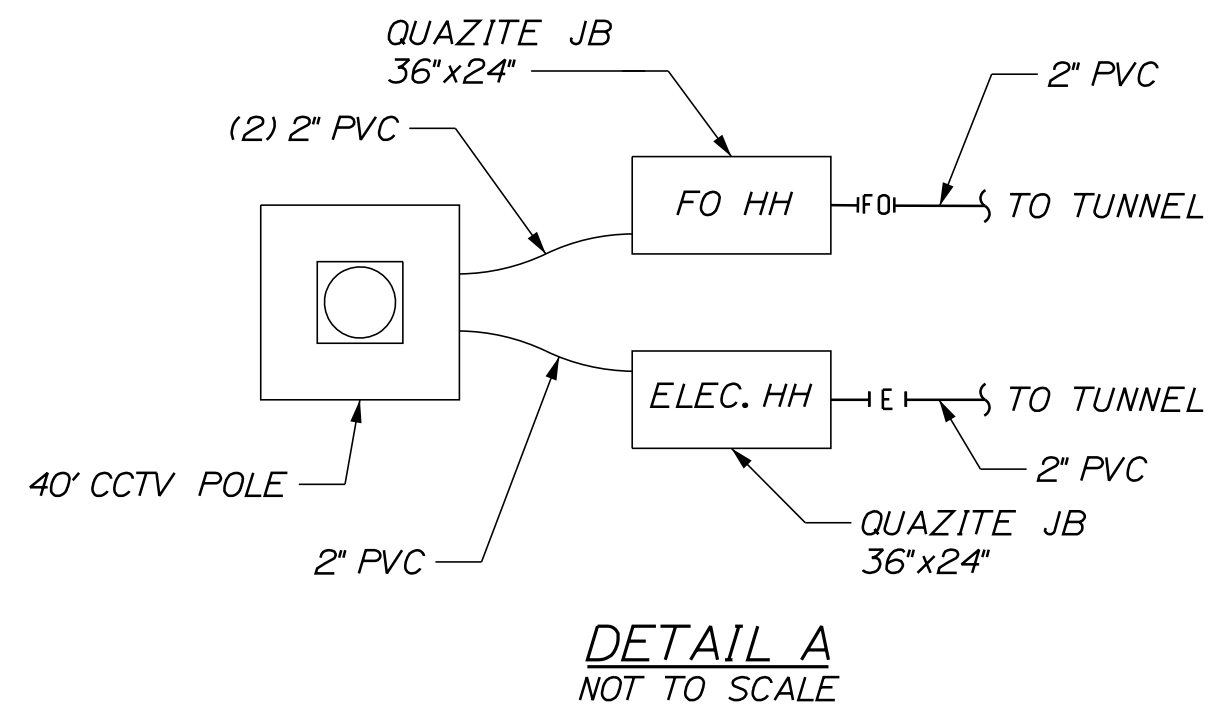 QUAZITE JB
36"x24"
2" PVC
(2) 2" PVC
FO HH
FO
TO TUNNEL
ELEC. HH
E
TO TUNNEL
2" PVC
40' CCTV POLE
QUAZITE JB
36"x24"
2" PVC
DETAIL A
NOT TO SCALE